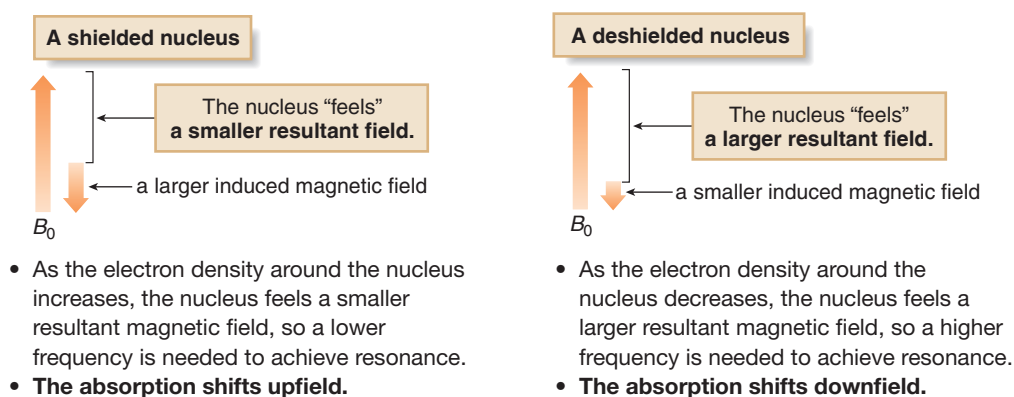 A shielded nucleus
The nucleus “feels”
a smaller resultant field.
a larger induced magnetic field
B0
• As the electron density around the nucleus
increases, the nucleus feels a smaller
resultant magnetic field, so a lower
frequency is needed to achieve resonance.
• The absorption shifts upfield.
A deshielded nucleus
The nucleus “feels”
a larger resultant field.
a smaller induced magnetic field
B0
• As the electron density around the
nucleus decreases, the nucleus feels a
larger resultant magnetic field, so a higher
frequency is needed to achieve resonance.
• The absorption shifts downfield.